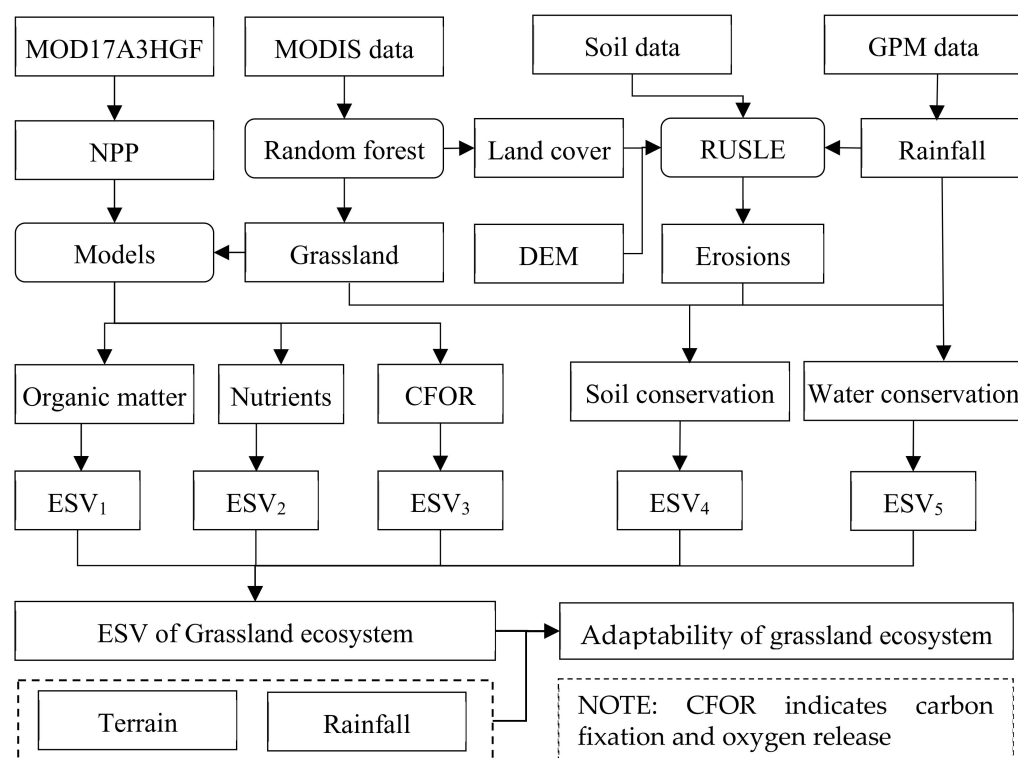 MOD17A3HGF
MODIS data
Soil data
GPM data
NPP
Random forest
Land cover
RUSLE
Rainfall
Models
Grassland
DEM
Erosions
Organic matter
Nutrients
CFOR
Soil conservation
Water conservation
ESV₁
ESV₂
ESV₃
ESV₄
ESV₅
ESV of Grassland ecosystem
Adaptability of grassland ecosystem
Terrain
Rainfall
NOTE: CFOR indicates carbon
fixation and oxygen release